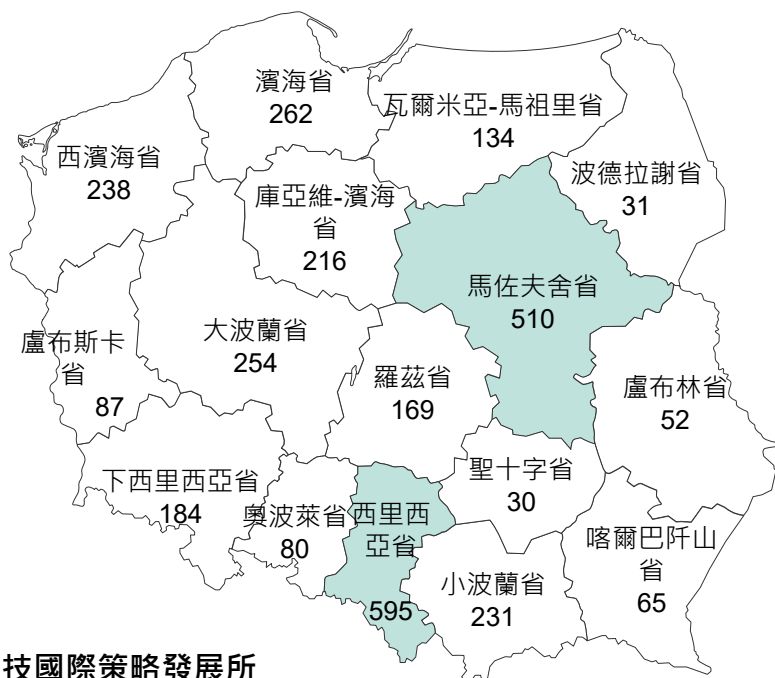 濱海省
262
瓦爾米亞-馬祖里省
134
西濱海省
238
庫亞維-濱海
省
216
波德拉謝省
31
馬佐夫舍省
510
大波蘭省
254
盧布斯卡
省
87
羅茲省
169
盧布林省
52
下西里西亞省
184
奧波萊省
80
西里西
亞省
595
聖十字省
30
小波蘭省
231
喀爾巴阡山
省
65
技國際策略發展所